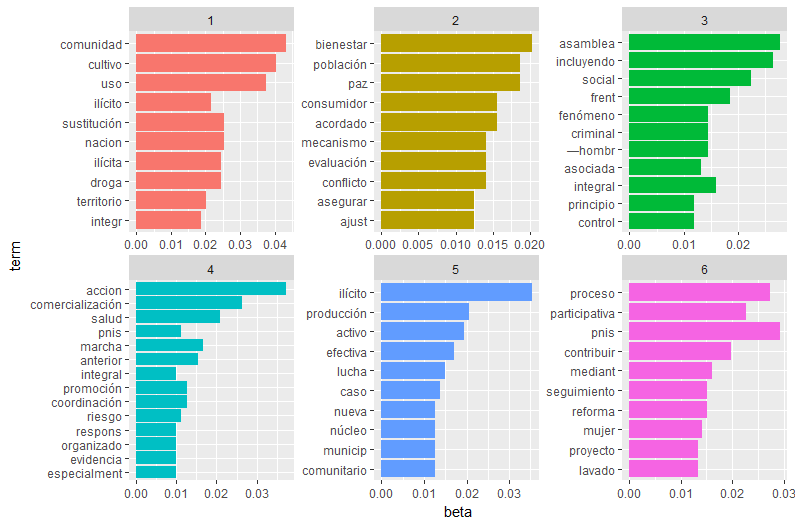 1
comunidad
cultivo
uso
ilícito
sustitución
nacion
ilícita
droga
territorio
integr
0.00 0.01 0.02 0.03 0.04
2
bienestar
población
paz
consumidor
acordado
mecanismo
evaluación
conflicto
asegurar
ajust
0.000 0.005 0.010 0.015 0.020
3
asamblea
incluyendo
social
frent
fenómeno
criminal
—hombr
asociada
integral
principio
control
0.00 0.01 0.02
term
4
accion
comercialización
salud
pnis
marcha
anterior
integral
promoción
coordinación
riesgo
respons
organizado
evidencia
especialment
0.00 0.01 0.02 0.03
5
ilícito
producción
activo
efectiva
lucha
caso
nueva
núcleo
municip
comunitario
0.00 0.01 0.02 0.03
6
proceso
participativa
pnis
contribuir
mediant
seguimiento
reforma
mujer
proyecto
lavado
0.00 0.01 0.02 0.03
beta